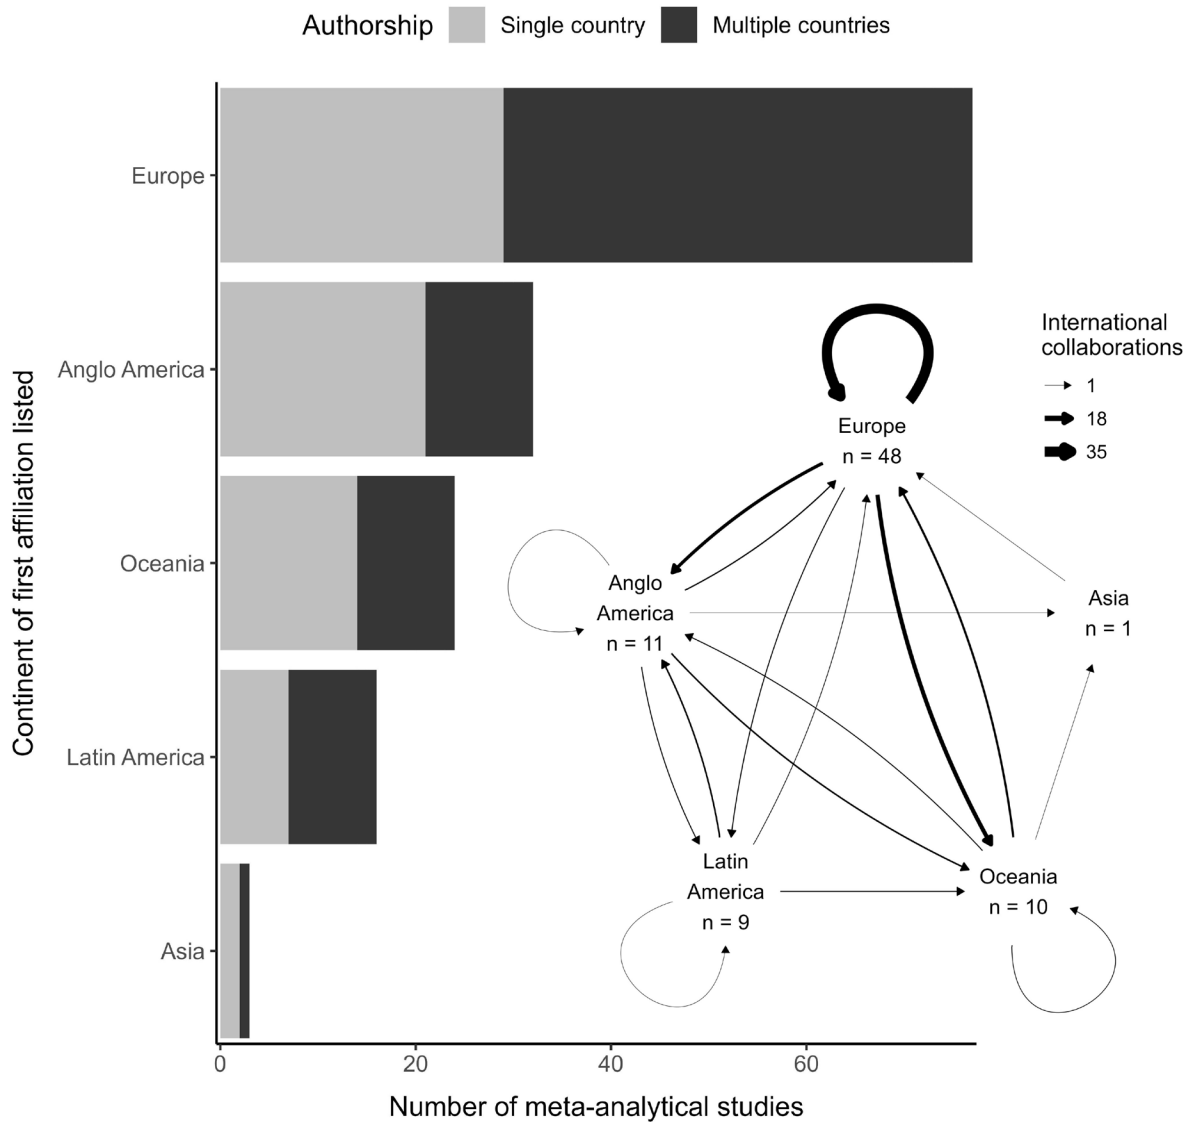 Authorship Single country Multiple countries
Continent of first affiliation listed
Europe
Anglo America
Oceania
Latin America
Asia
0 20 40 60
Number of meta-analytical studies
International
collaborations
1
18
35
Europe
n = 48
Anglo
America
n = 11
Asia
n = 1
Latin
America
n = 9
Oceania
n = 10